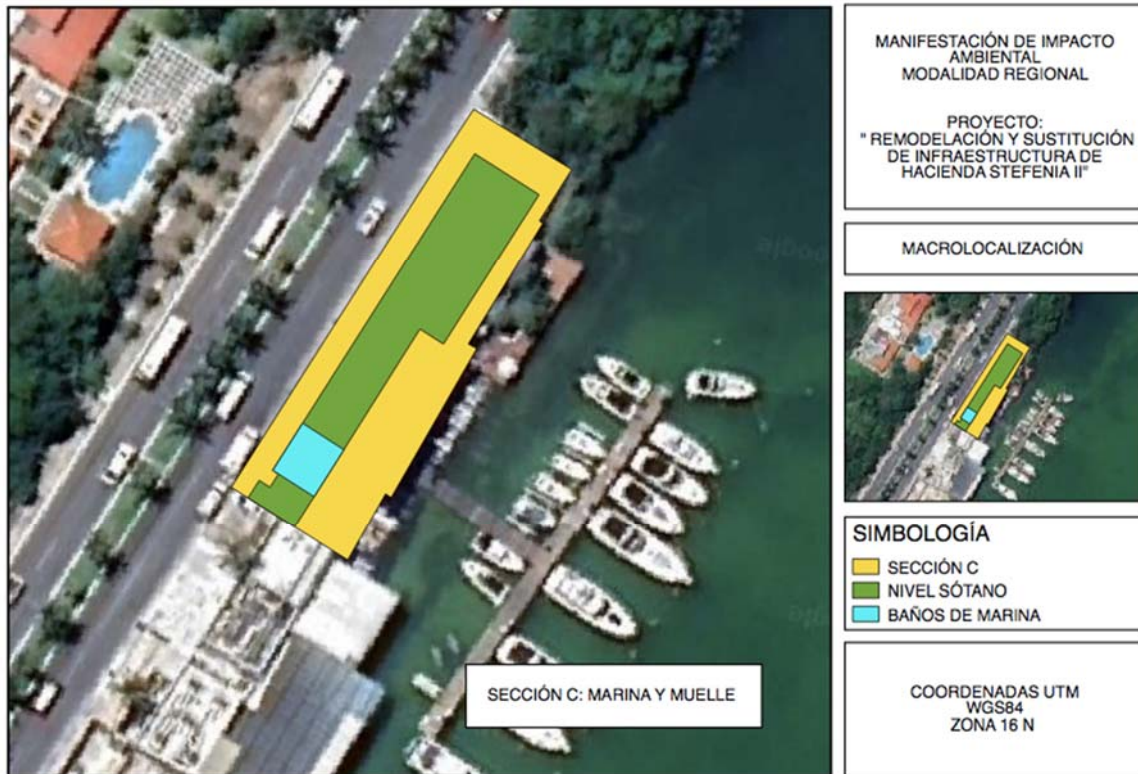 MANIFESTACIÓN DE IMPACTO
AMBIENTAL
MODALIDAD REGIONAL
PROYECTO:
" REMODELACIÓN Y SUSTITUCIÓN
DE INFRAESTRUCTURA DE
HACIENDA STEFENIA II"
MACROLOCALIZACIÓN
SIMBOLOGÍA
SECCIÓN C
NIVEL SÓTANO
BAÑOS DE MARINA
SECCIÓN C: MARINA Y MUELLE
COORDENADAS UTM
WGS84
ZONA 16 N